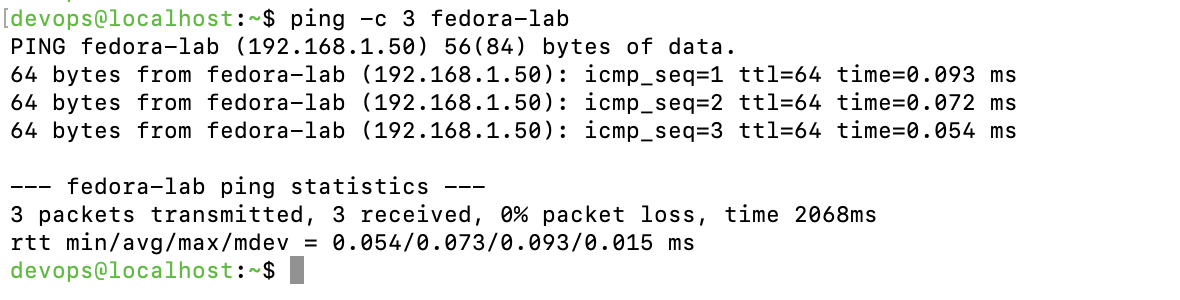 [devops@localhost:~$ ping -c 3 fedora-lab
PING fedora-lab (192.168.1.50) 56(84) bytes of data.
64 bytes from fedora-lab (192.168.1.50): icmp_seq=1 ttl=64 time=0.093 ms
64 bytes from fedora-lab (192.168.1.50): icmp_seq=2 ttl=64 time=0.072 ms
64 bytes from fedora-lab (192.168.1.50): icmp_seq=3 ttl=64 time=0.054 ms

--- fedora-lab ping statistics ---
3 packets transmitted, 3 received, 0% packet loss, time 2068ms
rtt min/avg/max/mdev = 0.054/0.073/0.093/0.015 ms
devops@localhost:~$